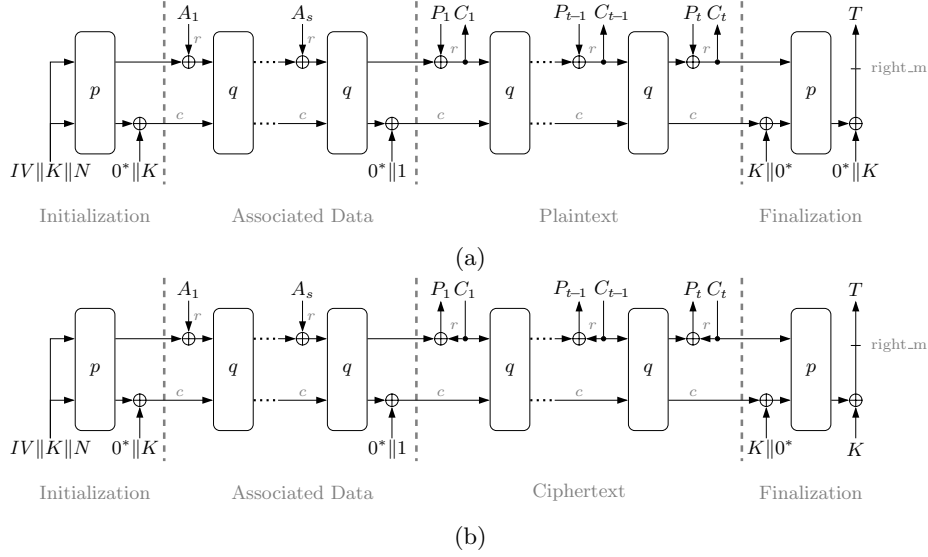 A₁ Aₛ P₁ C₁ Pₜ₋₁ Cₜ₋₁ Pₜ Cₜ T
r r r r r
right_m
p q q q q p
c c c c c
IV‖K‖N 0*‖K 0*‖1 K‖0* 0*‖K
Initialization Associated Data Plaintext Finalization
(a)
A₁ Aₛ P₁ C₁ Pₜ₋₁ Cₜ₋₁ Pₜ Cₜ T
r r r r r
right_m
p q q q q p
c c c c c
IV‖K‖N 0*‖K 0*‖1 K‖0* K
Initialization Associated Data Ciphertext Finalization
(b)